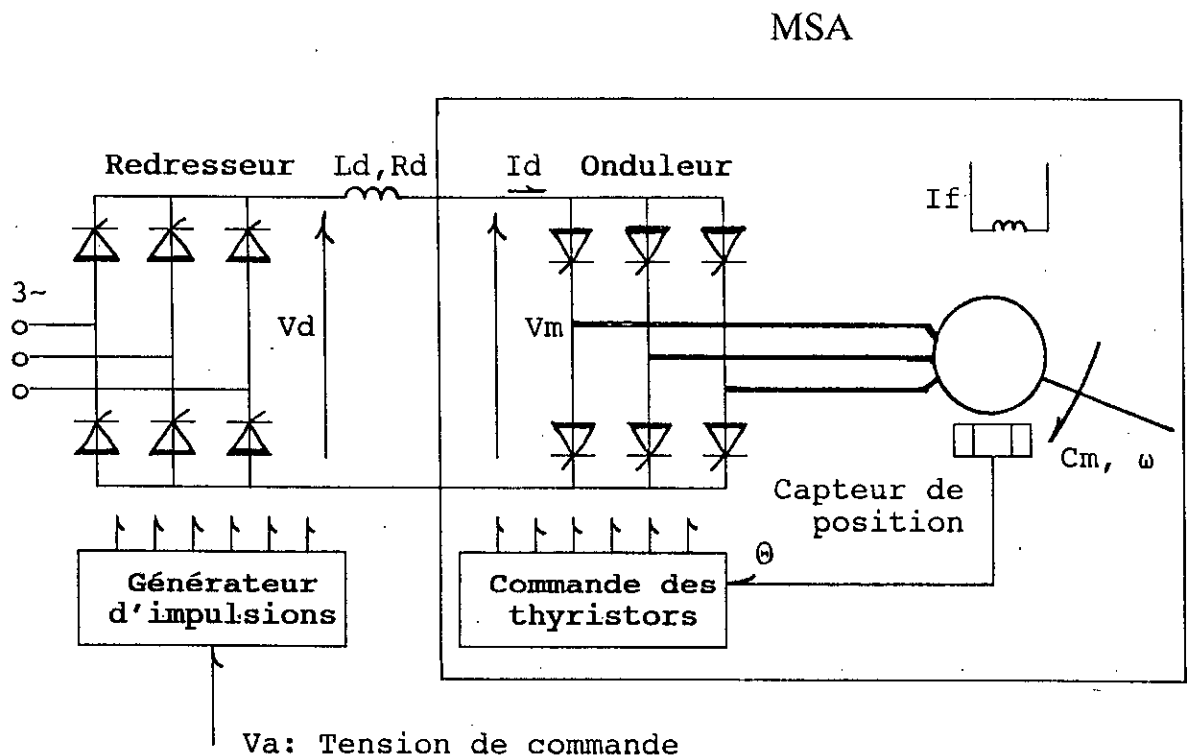 MSA
Redresseur
Ld,Rd
Id
Onduleur
If
3~
Vd
Vm
Cm, ω
Capteur de
position
Θ
Générateur
d'impulsions
Commande des
thyristors
Va: Tension de commande